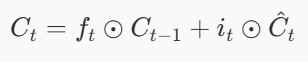 C_t = f_t ⊙ C_{t−1} + i_t ⊙ Ĉ_t